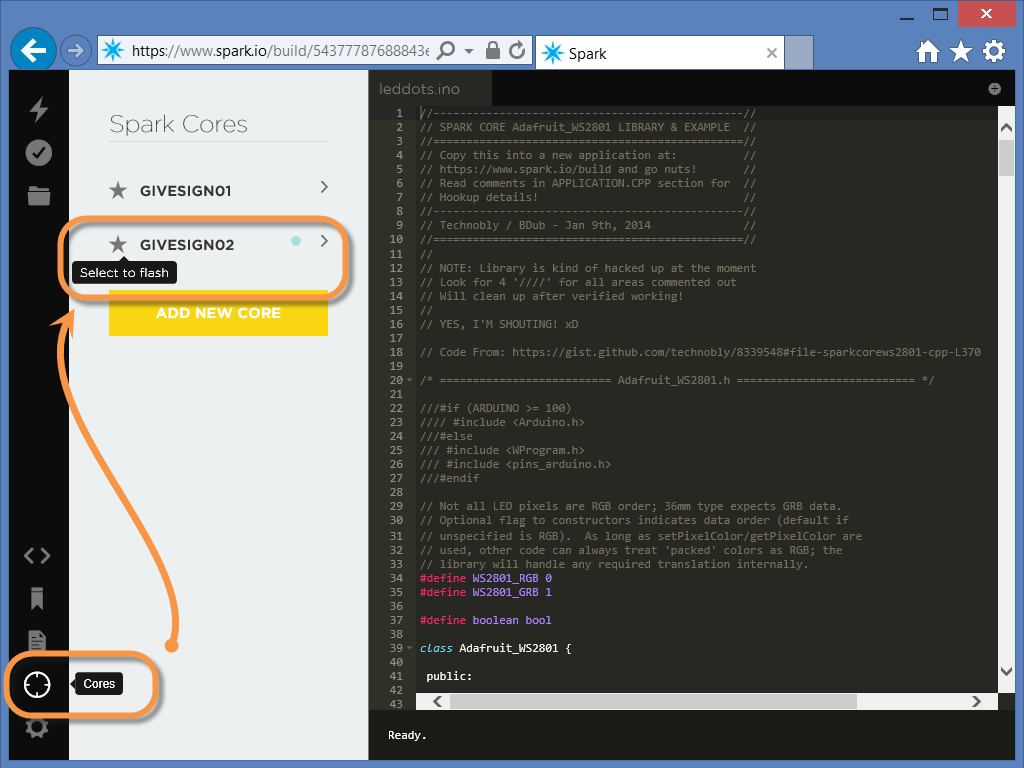 https://www.spark.io/build/54377787688843e
Spark
Spark Cores
GIVESIGN01
GIVESIGN02
Select to flash
ADD NEW CORE
Cores
leddots.ino
1 //-----------------------------------------------//
2 // SPARK CORE Adafruit_WS2801 LIBRARY & EXAMPLE  //
3 //===============================================//
4 // Copy this into a new application at:          //
5 // https://www.spark.io/build and go nuts!       //
6 // Read comments in APPLICATION.CPP section for  //
7 // Hookup details!                               //
8 //-----------------------------------------------//
9 // Technobly / BDub - Jan 9th, 2014              //
10 //===============================================//
11 //
12 // NOTE: Library is kind of hacked up at the moment
13 // Look for 4 '////' for all areas commented out
14 // Will clean up after verified working!
15 //
16 // YES, I'M SHOUTING! xD
17
18 // Code From: https://gist.github.com/technobly/8339548#file-sparkcorews2801-cpp-L370
19
20 /* ========================== Adafruit_WS2801.h =========================== */
21
22 ///#if (ARDUINO >= 100)
23 //// #include <Arduino.h>
24 ///#else
25 /// #include <WProgram.h>
26 /// #include <pins_arduino.h>
27 ///#endif
28
29 // Not all LED pixels are RGB order; 36mm type expects GRB data.
30 // Optional flag to constructors indicates data order (default if
31 // unspecified is RGB).  As long as setPixelColor/getPixelColor are
32 // used, other code can always treat 'packed' colors as RGB; the
33 // library will handle any required translation internally.
34 #define WS2801_RGB 0
35 #define WS2801_GRB 1
36
37 #define boolean bool
38
39 class Adafruit_WS2801 {
40
41  public:
42
43
Ready.